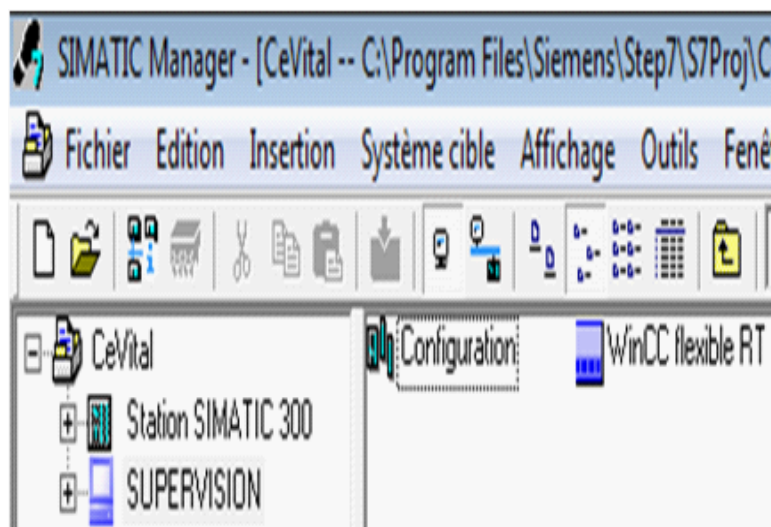 SIMATIC Manager - [CeVital -- C:\Program Files\Siemens\Step7\S7Proj\C
Fichier Edition Insertion Système cible Affichage Outils Fenê
CeVital
Configuration
WinCC flexible RT
Station SIMATIC 300
SUPERVISION